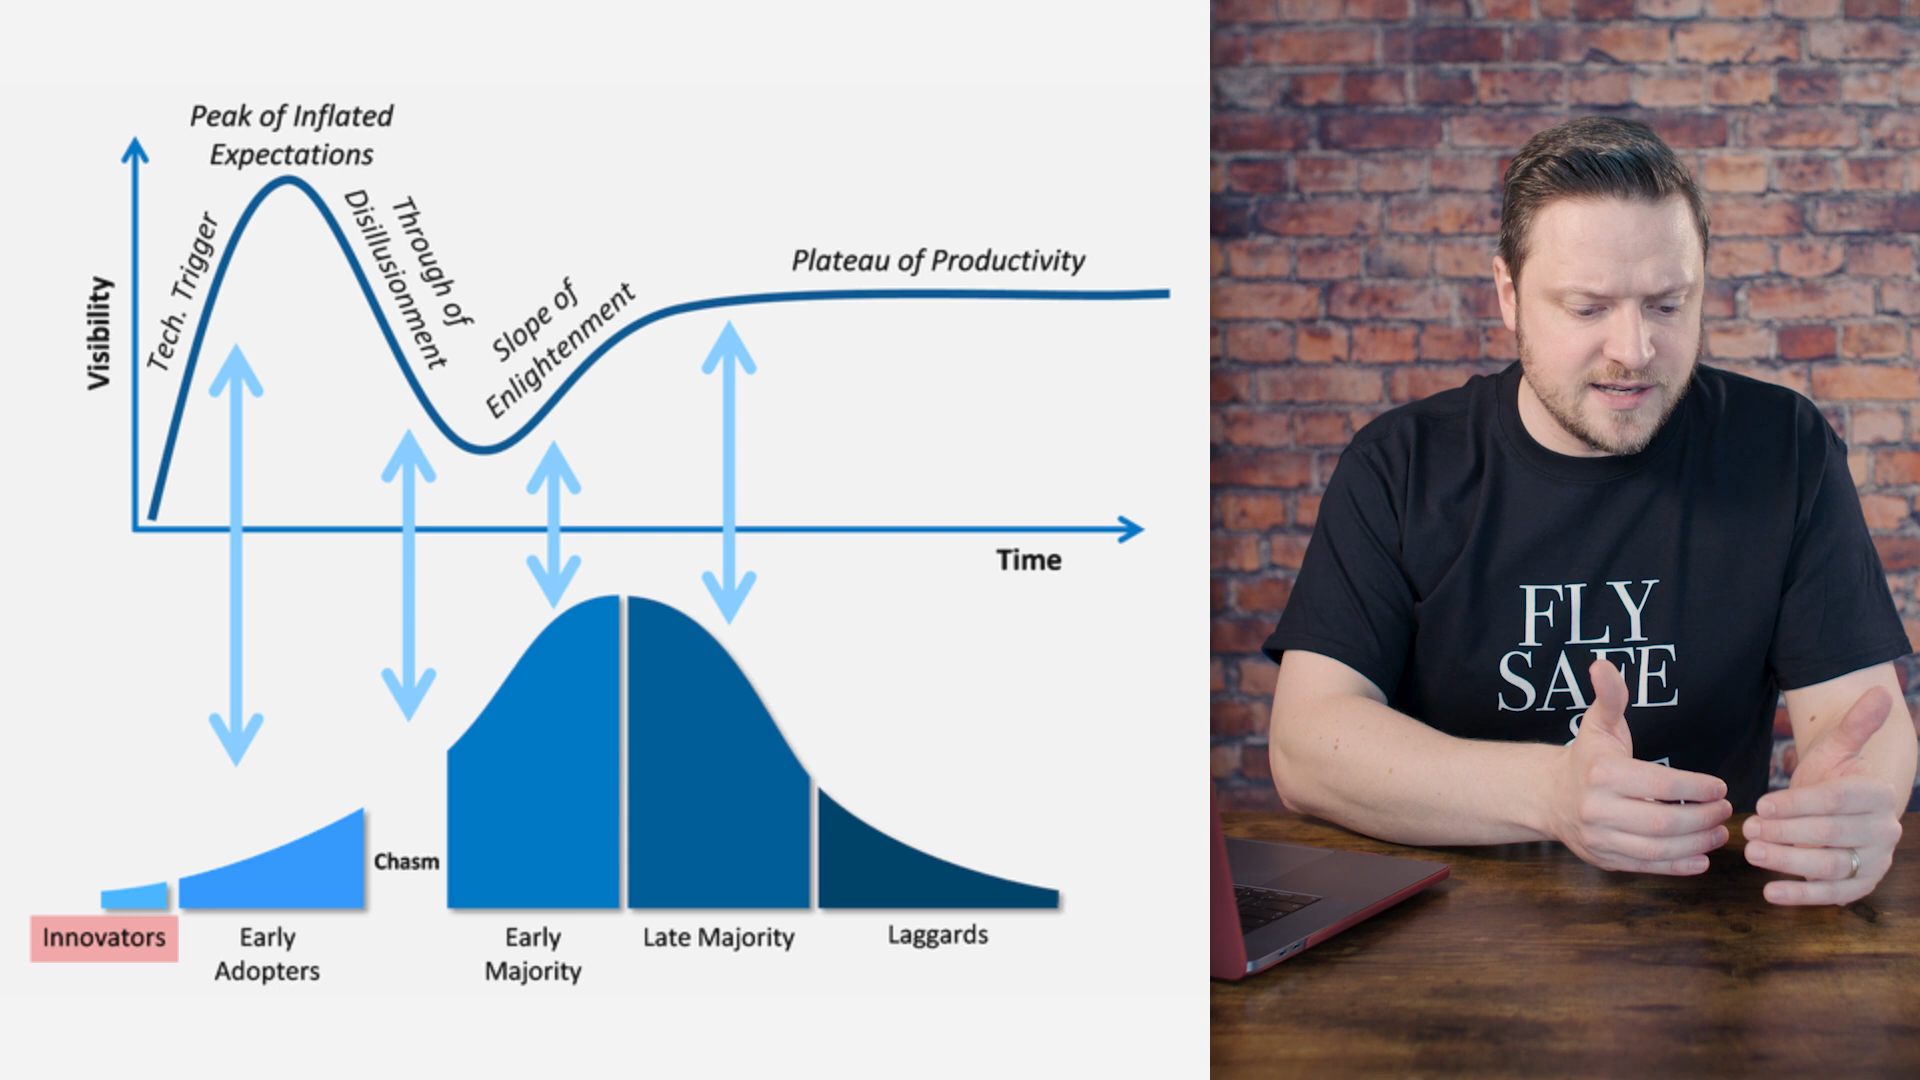 Peak of Inflated
Expectations
Tech. Trigger
Through of
Disillusionment
Slope of
Enlightenment
Plateau of Productivity
Visibility
Time
Chasm
Innovators
Early
Adopters
Early
Majority
Late Majority
Laggards
FLY
SAFE
&